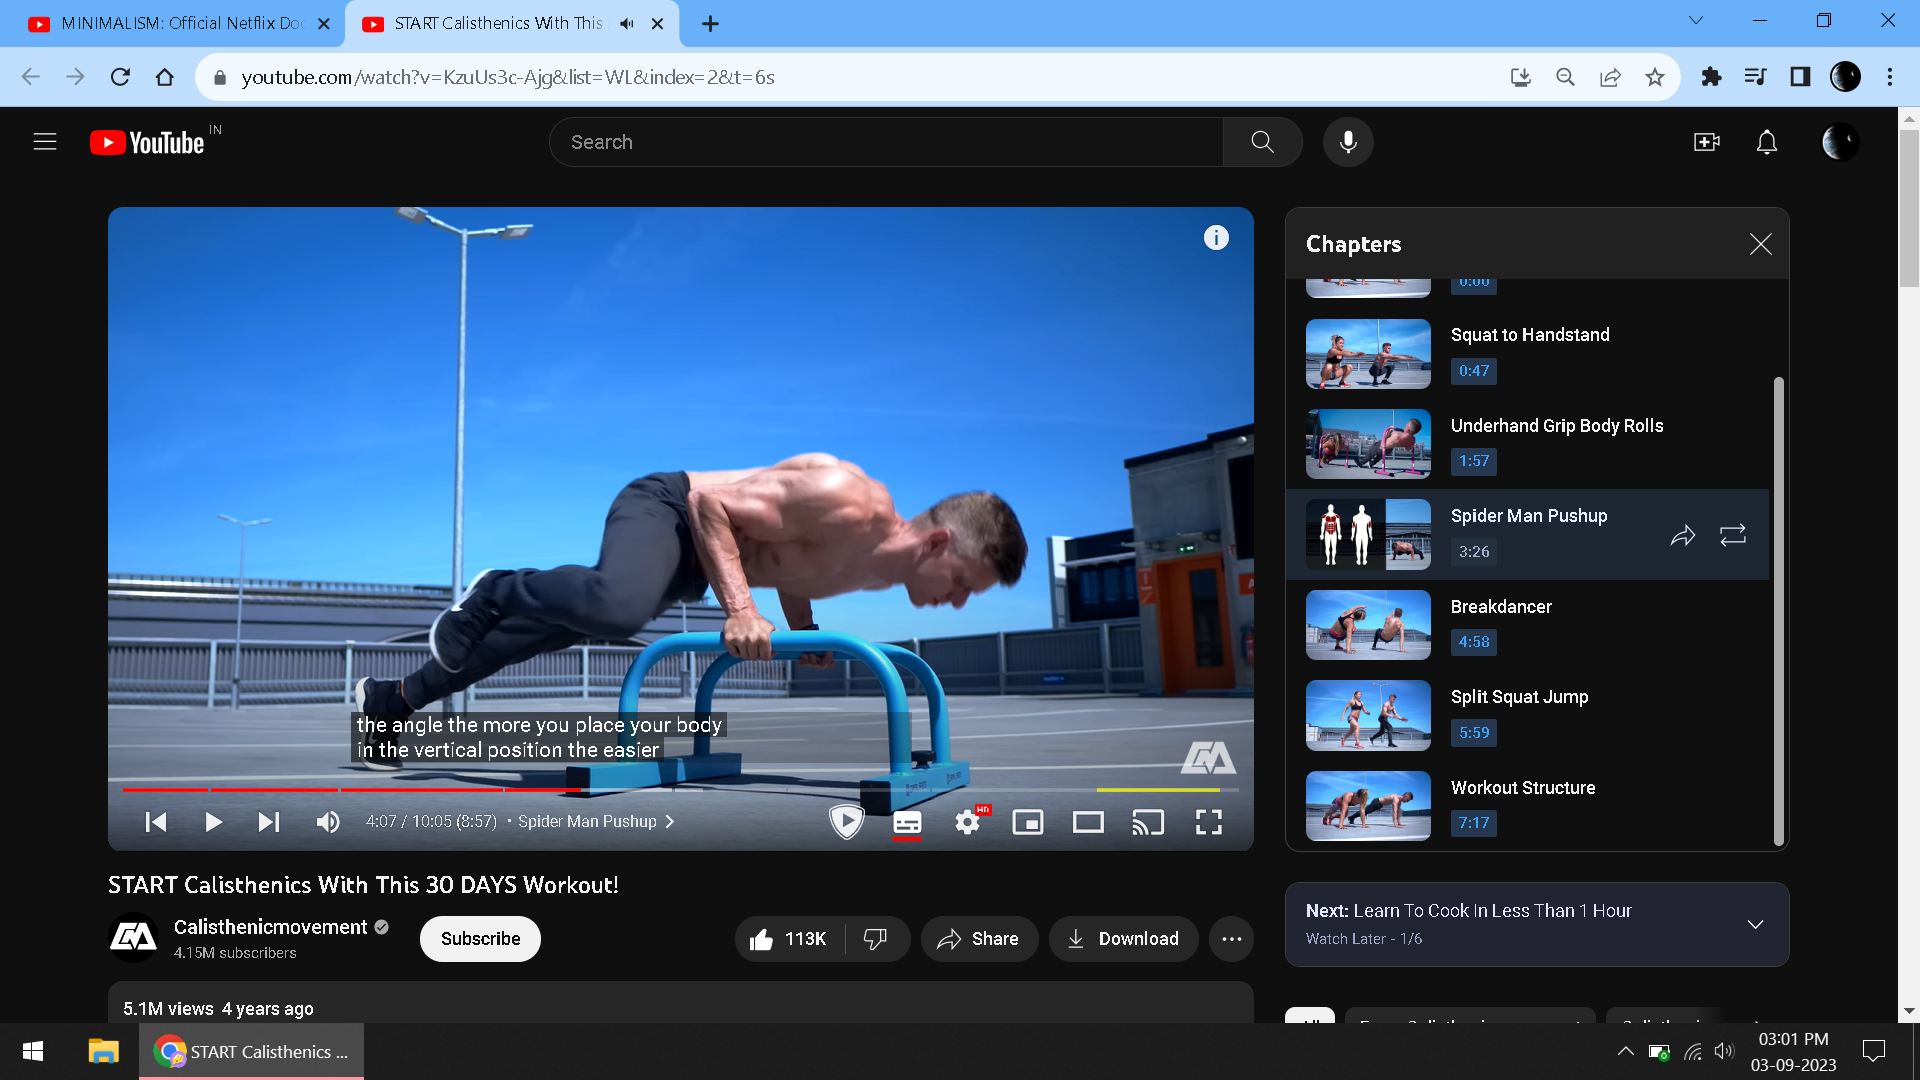 MINIMALISM: Official Netflix Do
START Calisthenics With This
youtube.com/watch?v=KzuUs3c-Ajg&list=WL&index=2&t=6s
YouTube IN
Search
Chapters
0:00
Squat to Handstand
0:47
Underhand Grip Body Rolls
1:57
Spider Man Pushup
3:26
Breakdancer
4:58
Split Squat Jump
5:59
Workout Structure
7:17
the angle the more you place your body
in the vertical position the easier
4:07 / 10:05 (8:57) • Spider Man Pushup
HD
START Calisthenics With This 30 DAYS Workout!
Calisthenicmovement
4.15M subscribers
Subscribe
113K
Share
Download
Next: Learn To Cook In Less Than 1 Hour
Watch Later - 1/6
5.1M views 4 years ago
All
START Calisthenics ...
03:01 PM
03-09-2023